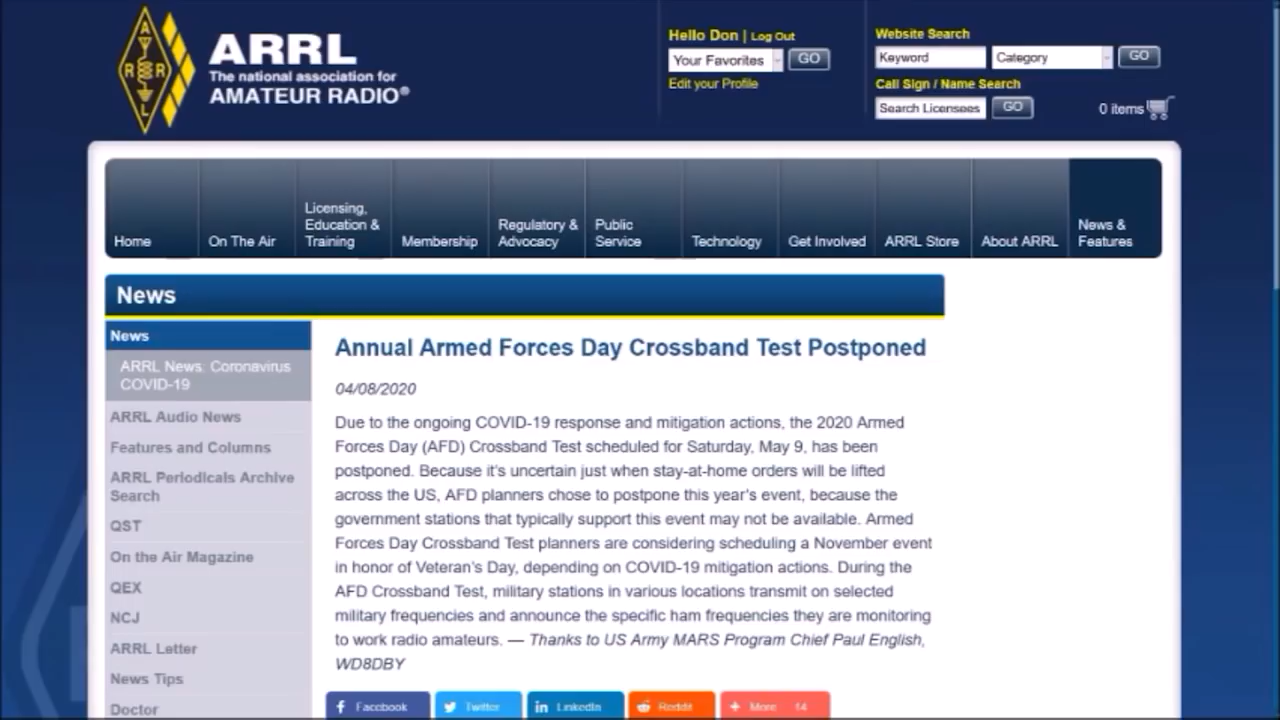 A
R R
R
L
ARRL
The national association for
AMATEUR RADIO®
Hello Don | Log Out
Your Favorites
GO
Edit your Profile
Website Search
Keyword
Category
GO
Call Sign / Name Search
Search Licensees
GO
0 items
Home
On The Air
Licensing,
Education &
Training
Membership
Regulatory &
Advocacy
Public
Service
Technology
Get Involved
ARRL Store
About ARRL
News &
Features
News
News
ARRL News: Coronavirus
COVID-19
ARRL Audio News
Features and Columns
ARRL Periodicals Archive
Search
QST
On the Air Magazine
QEX
NCJ
ARRL Letter
News Tips
Doctor
Annual Armed Forces Day Crossband Test Postponed
04/08/2020
Due to the ongoing COVID-19 response and mitigation actions, the 2020 Armed
Forces Day (AFD) Crossband Test scheduled for Saturday, May 9, has been
postponed. Because it's uncertain just when stay-at-home orders will be lifted
across the US, AFD planners chose to postpone this year's event, because the
government stations that typically support this event may not be available. Armed
Forces Day Crossband Test planners are considering scheduling a November event
in honor of Veteran's Day, depending on COVID-19 mitigation actions. During the
AFD Crossband Test, military stations in various locations transmit on selected
military frequencies and announce the specific ham frequencies they are monitoring
to work radio amateurs. — Thanks to US Army MARS Program Chief Paul English,
WD8DBY
Facebook
Twitter
LinkedIn
Reddit
More 14